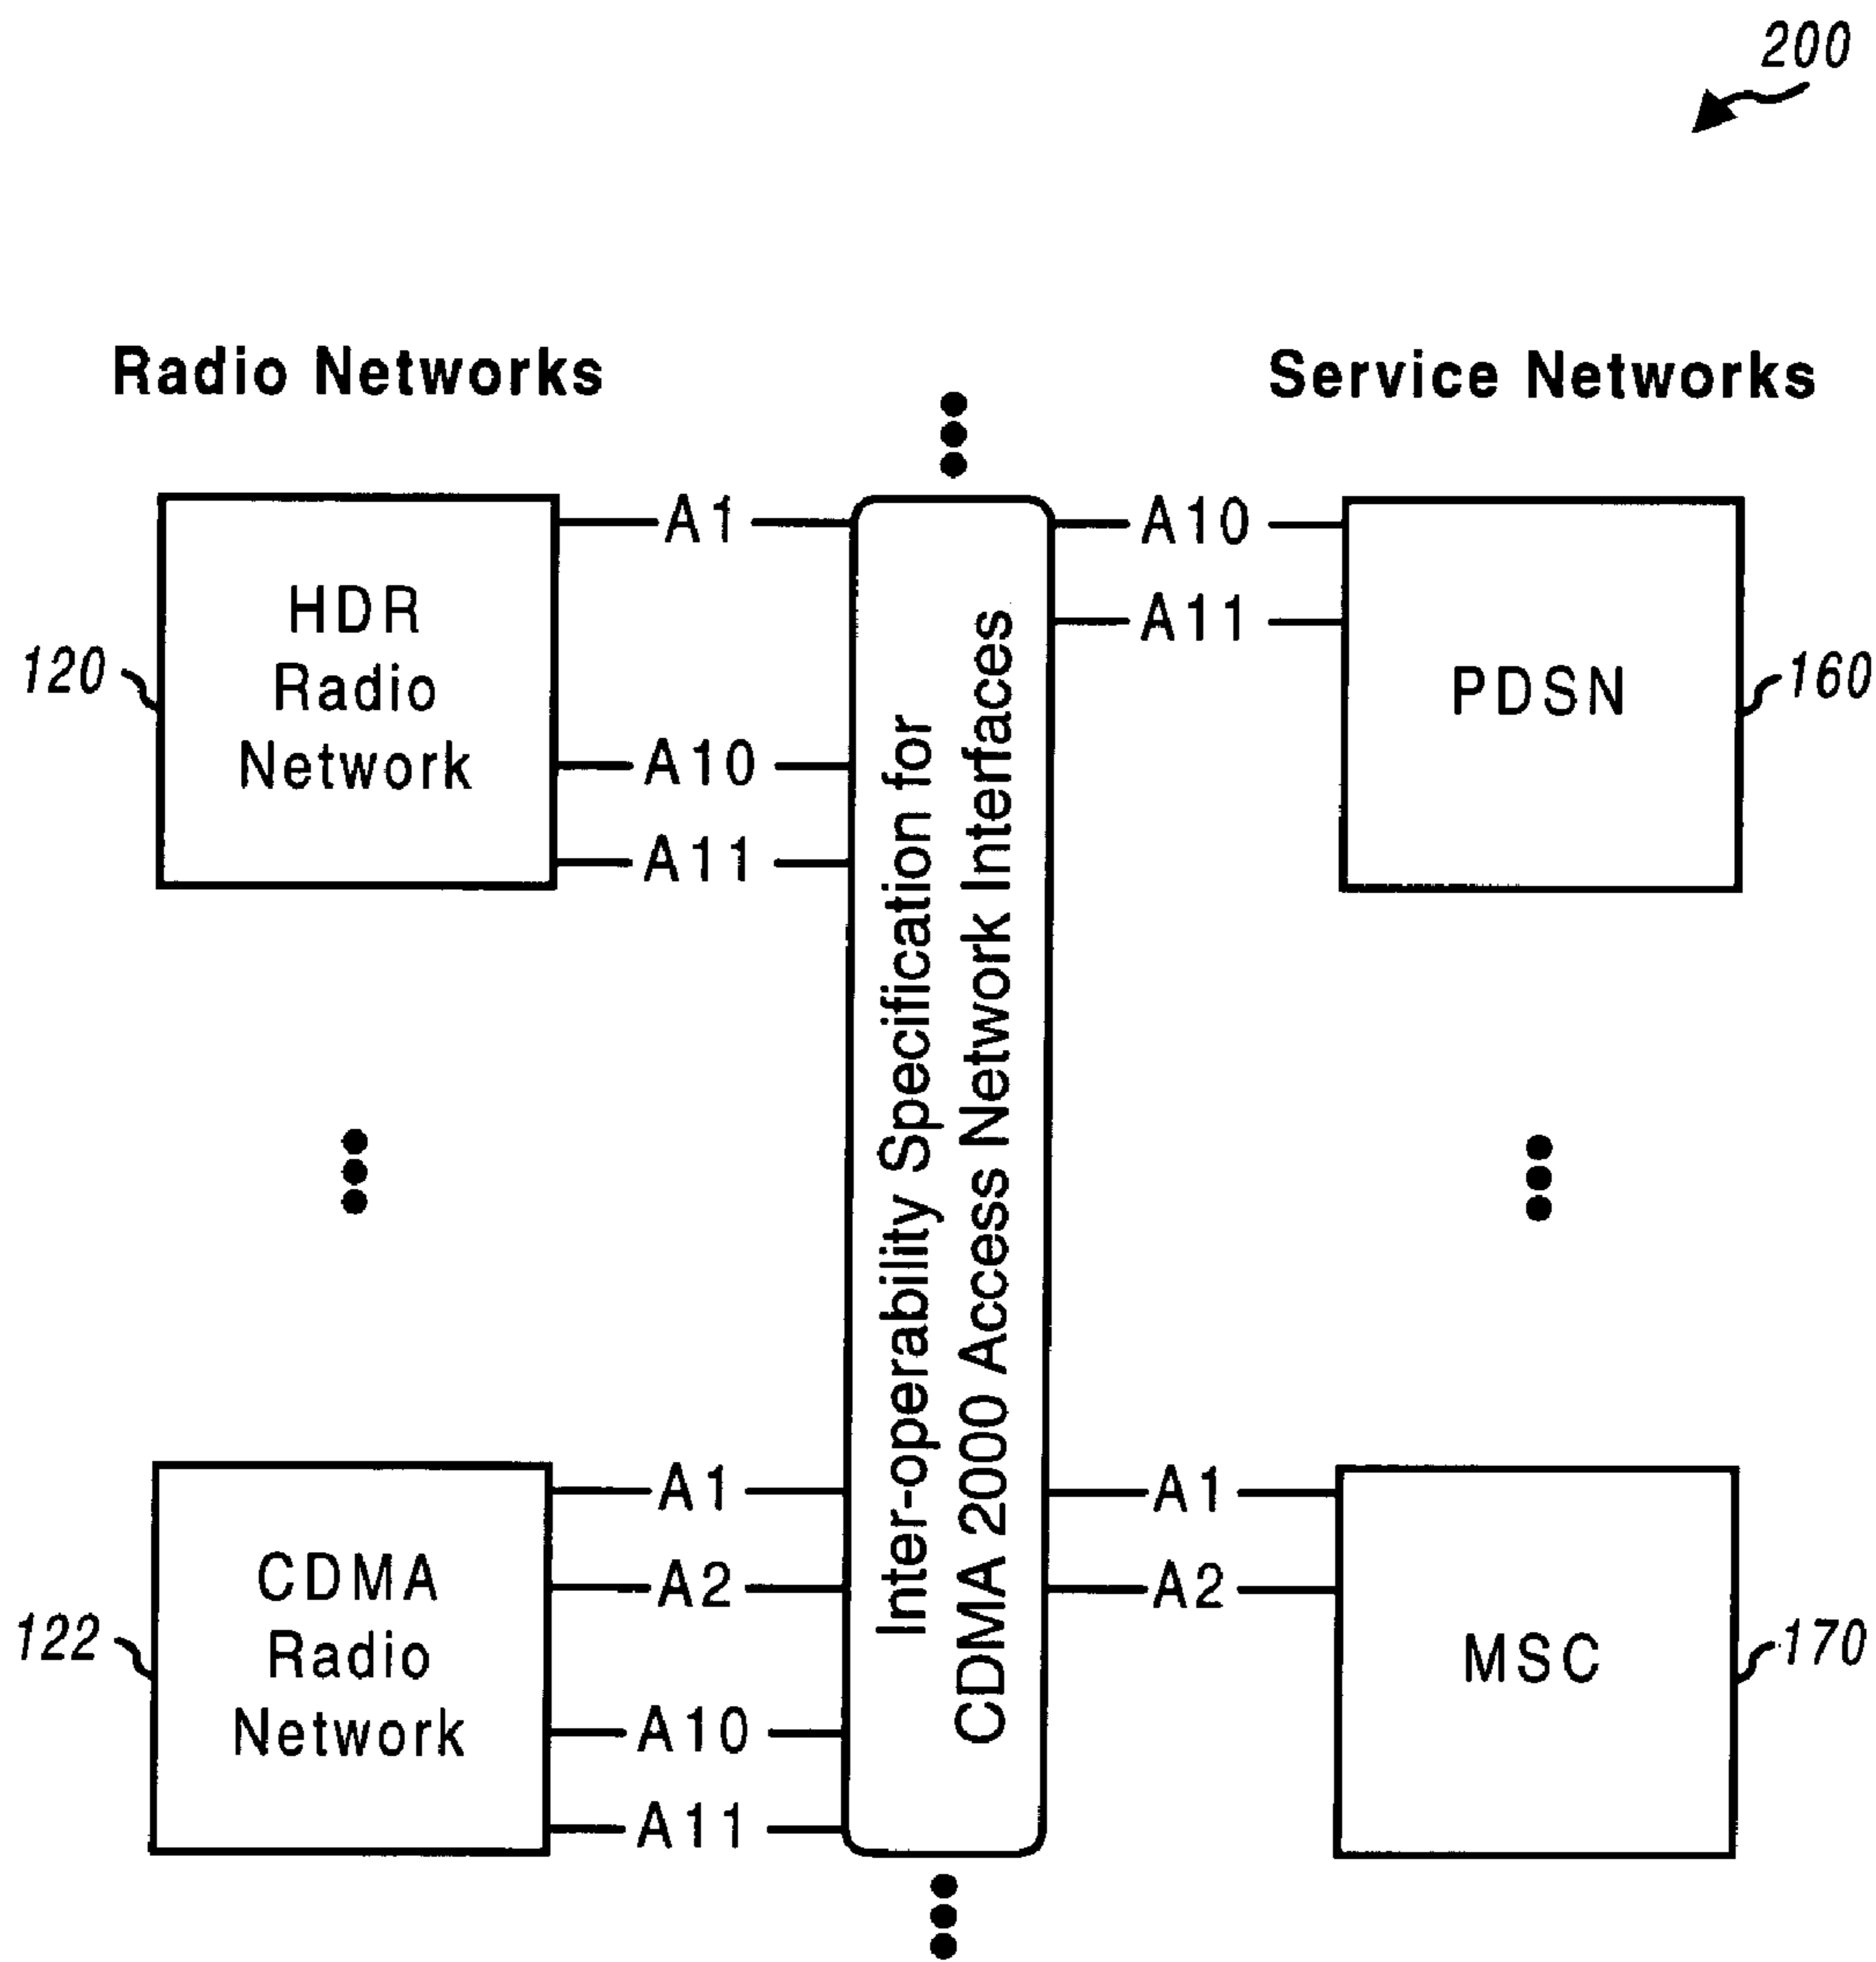 200
Radio Networks
Service Networks
HDR
Radio
Network
120
A1
A10
A11
Inter-operability Specification for
CDMA 2000 Access Network Interfaces
A10
A11
PDSN
160
CDMA
Radio
Network
122
A1
A2
A10
A11
A1
A2
MSC
170